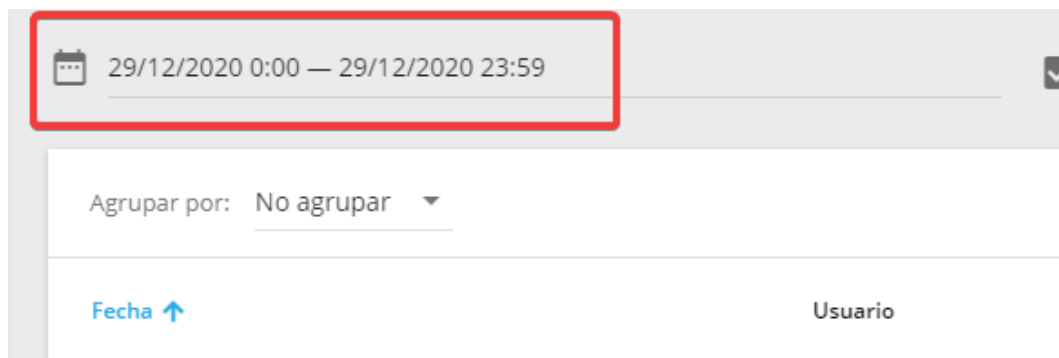 29/12/2020 0:00 — 29/12/2020 23:59
Agrupar por: No agrupar
Fecha Usuario